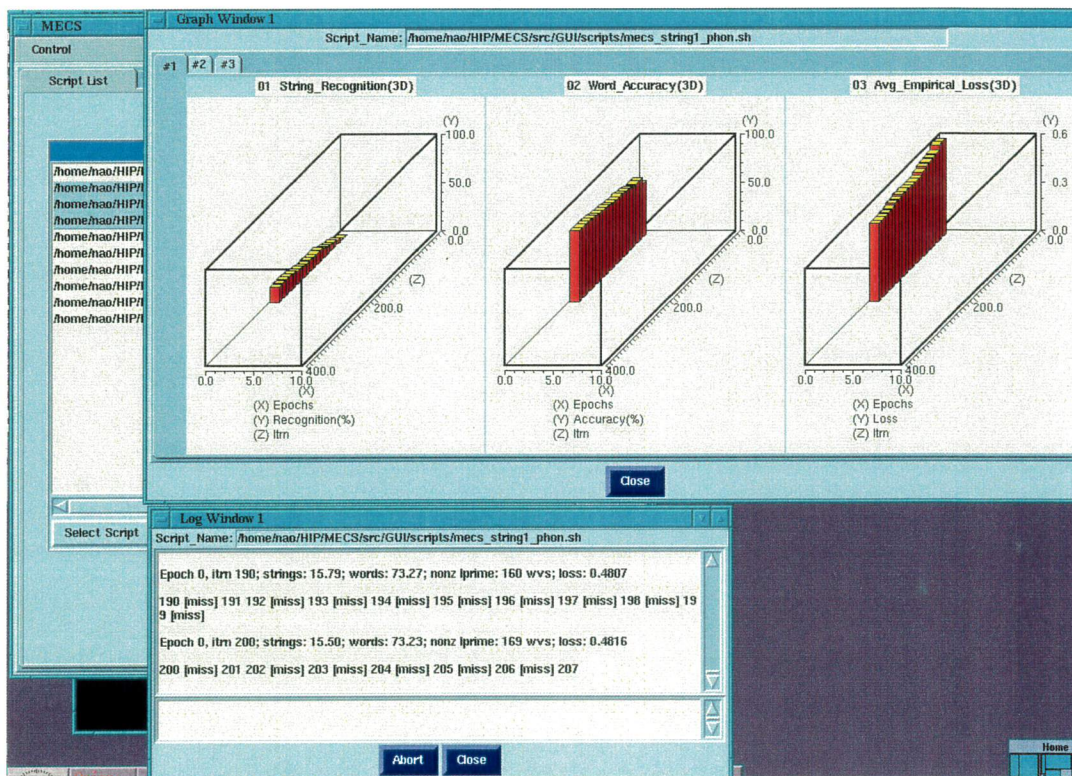 MECS
Control
Script List
/home/nao/HIP/
/home/nao/HIP/
/home/nao/HIP/
/home/nao/HIP/
/home/nao/HIP/
/home/nao/HIP/
/home/nao/HIP/
/home/nao/HIP/
/home/nao/HIP/
/home/nao/HIP/
Select Script
Graph Window 1
Script_Name: /home/nao/HIP/MECS/src/GUI/scripts/mecs_string1_phon.sh
#1 #2 #3
01 String_Recognition(3D)
(Y)
100.0
50.0
0.0
0.0
(Z)
200.0
400.0
0.0 5.0 10.0
(X)
(X) Epochs
(Y) Recognition(%)
(Z) Itrn
02 Word_Accuracy(3D)
(Y)
100.0
50.0
0.0
0.0
(Z)
200.0
400.0
0.0 5.0 10.0
(X)
(X) Epochs
(Y) Accuracy(%)
(Z) Itrn
03 Avg_Empirical_Loss(3D)
(Y)
0.6
0.3
0.0
0.0
(Z)
200.0
400.0
0.0 5.0 10.0
(X)
(X) Epochs
(Y) Loss
(Z) Itrn
Close
Log Window 1
Script_Name: /home/nao/HIP/MECS/src/GUI/scripts/mecs_string1_phon.sh
Epoch 0, itrn 190; strings: 15.79; words: 73.27; nonz lprime: 160 wvs; loss: 0.4807
190 [miss] 191 192 [miss] 193 [miss] 194 [miss] 195 [miss] 196 [miss] 197 [miss] 198 [miss] 19
9 [miss]
Epoch 0, itrn 200; strings: 15.50; words: 73.23; nonz lprime: 169 wvs; loss: 0.4816
200 [miss] 201 202 [miss] 203 [miss] 204 [miss] 205 [miss] 206 [miss] 207
Abort Close
Home